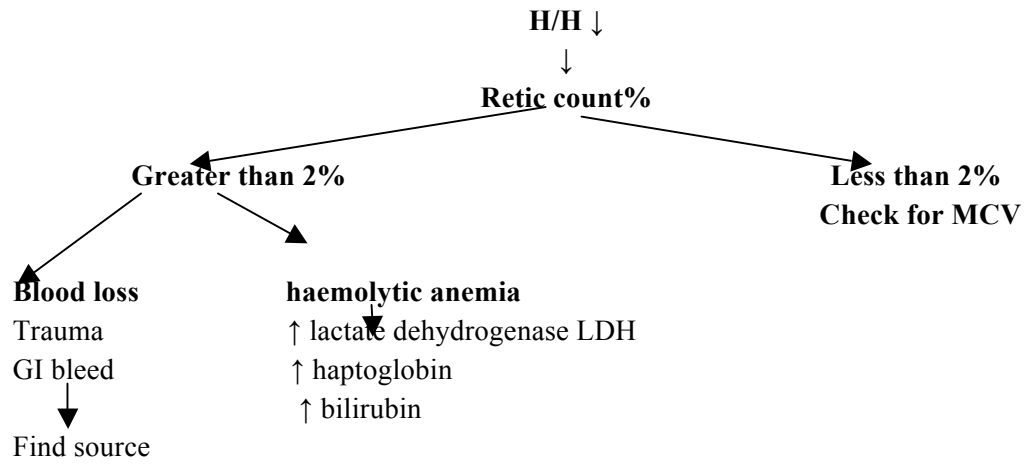 H/H ↓
↓
Retic count%
Greater than 2%
Less than 2%
Check for MCV
Blood loss
haemolytic anemia
Trauma
↑ lactate dehydrogenase LDH
GI bleed
↑ haptoglobin
↑ bilirubin
Find source